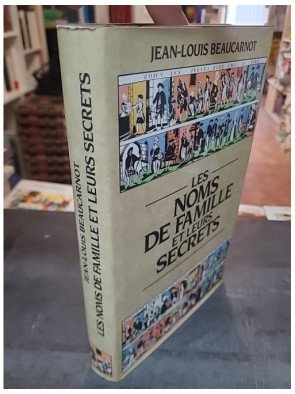 JEAN-LOUIS BEAUCARNOT
LES
NOMS
DE FAMILLE
ET LEURS
SECRETS
JEAN-LOUIS BEAUCARNOT
LES NOMS DE FAMILLE ET LEURS SECRETS